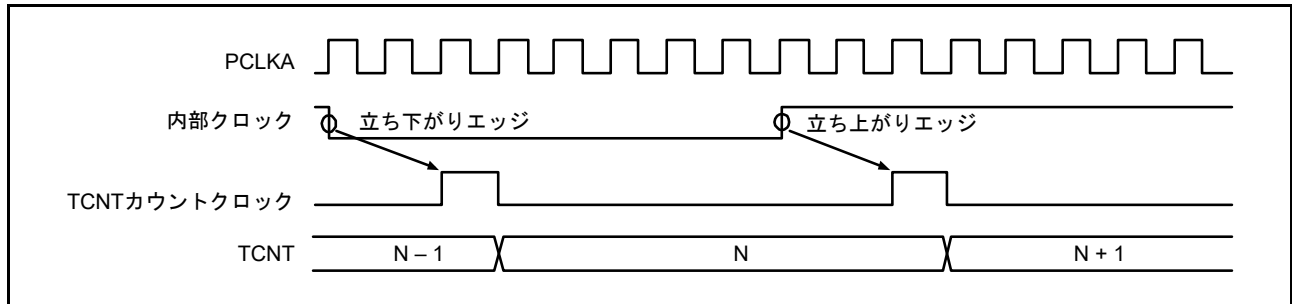 PCLKA
内部クロック
立ち下がりエッジ
立ち上がりエッジ
TCNTカウントクロック
TCNT
N – 1
N
N + 1